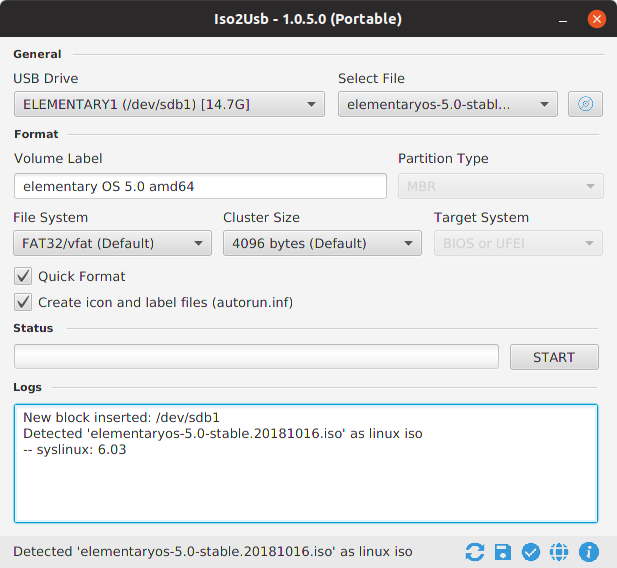 Iso2Usb - 1.0.5.0 (Portable)
General
USB Drive
Select File
ELEMENTARY1 (/dev/sdb1) [14.7G]
elementaryos-5.0-stabl...
Format
Volume Label
Partition Type
elementary OS 5.0 amd64
MBR
File System
Cluster Size
Target System
FAT32/vfat (Default)
4096 bytes (Default)
BIOS or UFEI
Quick Format
Create icon and label files (autorun.inf)
Status
START
Logs
New block inserted: /dev/sdb1
Detected 'elementaryos-5.0-stable.20181016.iso' as linux iso
-- syslinux: 6.03
Detected 'elementaryos-5.0-stable.20181016.iso' as linux iso